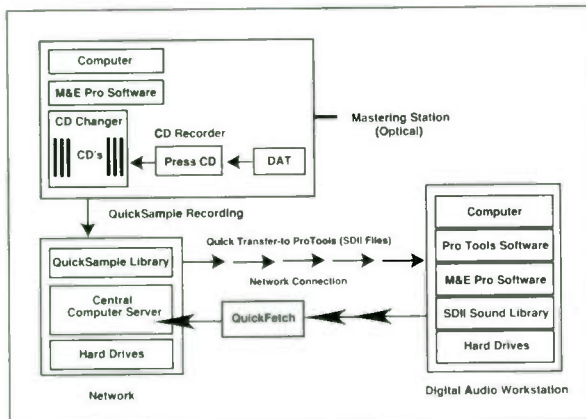 Computer
M&E Pro Software
CD Changer
CD's
CD Recorder
Press CD
DAT
Mastering Station
(Optical)
QuickSample Recording
QuickSample Library
Central
Computer Server
Hard Drives
Network
Quick Transfer-to ProTools (SDII Files)
Network Connection
QuickFetch
Computer
Pro Tools Software
M&E Pro Software
SDII Sound Library
Hard Drives
Digital Audio Workstation